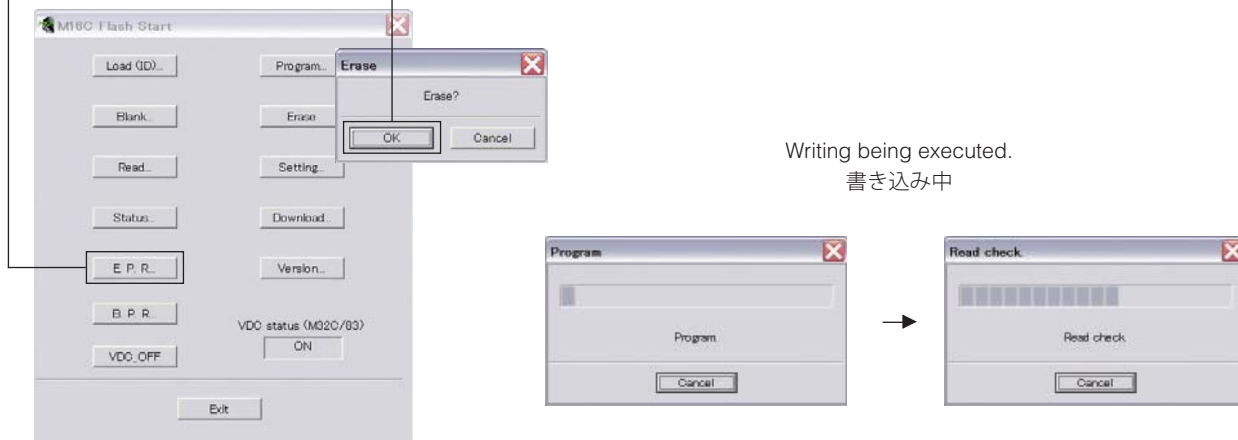 M16C Flash Start
Load (ID)...
Program...
Blank...
Erase
Read...
Setting...
Status...
Download...
E. P. R...
Version...
B. P. R...
VDC status (M32C/83)
ON
VDC_OFF
Exit
Erase
Erase?
OK
Cancel
Writing being executed.
書き込み中
Program
Program.
Cancel
Read check.
Read check.
Cancel